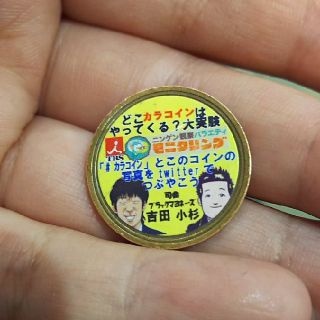 どこカラコインは
やってくる？大実験
ニンゲン観察バラエティ
モニタリング
TBS
「#カラコイン」とこのコインの
写真をtwitterで
つぶやこう
司会
ブラックマヨネーズ
吉田 小杉